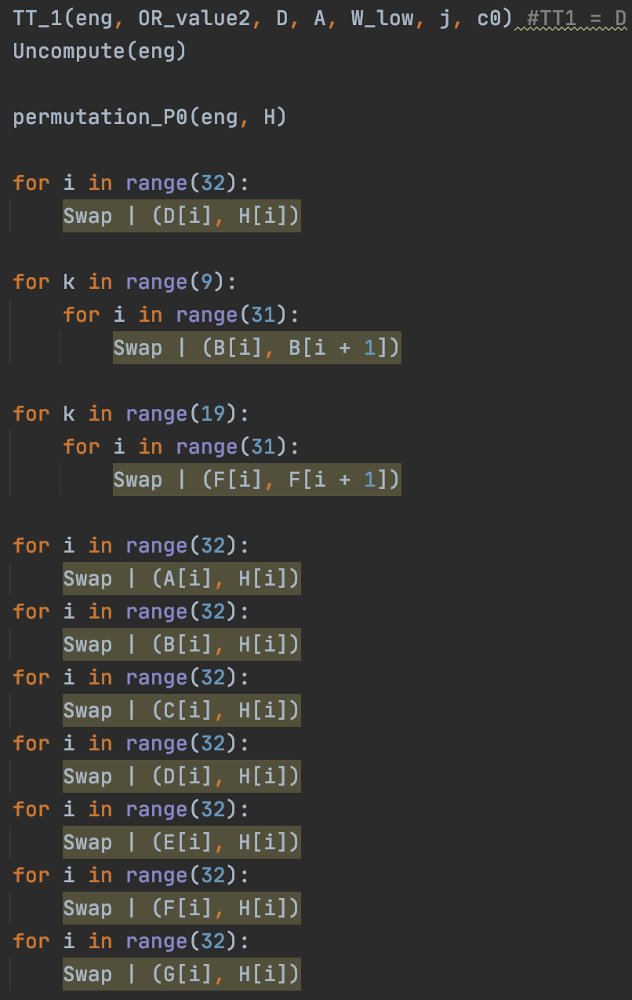 TT_1(eng, OR_value2, D, A, W_low, j, c0) #TT1 = D
Uncompute(eng)
permutation_P0(eng, H)
for i in range(32):
Swap | (D[i], H[i])
for k in range(9):
for i in range(31):
Swap | (B[i], B[i + 1])
for k in range(19):
for i in range(31):
Swap | (F[i], F[i + 1])
for i in range(32):
Swap | (A[i], H[i])
for i in range(32):
Swap | (B[i], H[i])
for i in range(32):
Swap | (C[i], H[i])
for i in range(32):
Swap | (D[i], H[i])
for i in range(32):
Swap | (E[i], H[i])
for i in range(32):
Swap | (F[i], H[i])
for i in range(32):
Swap | (G[i], H[i])